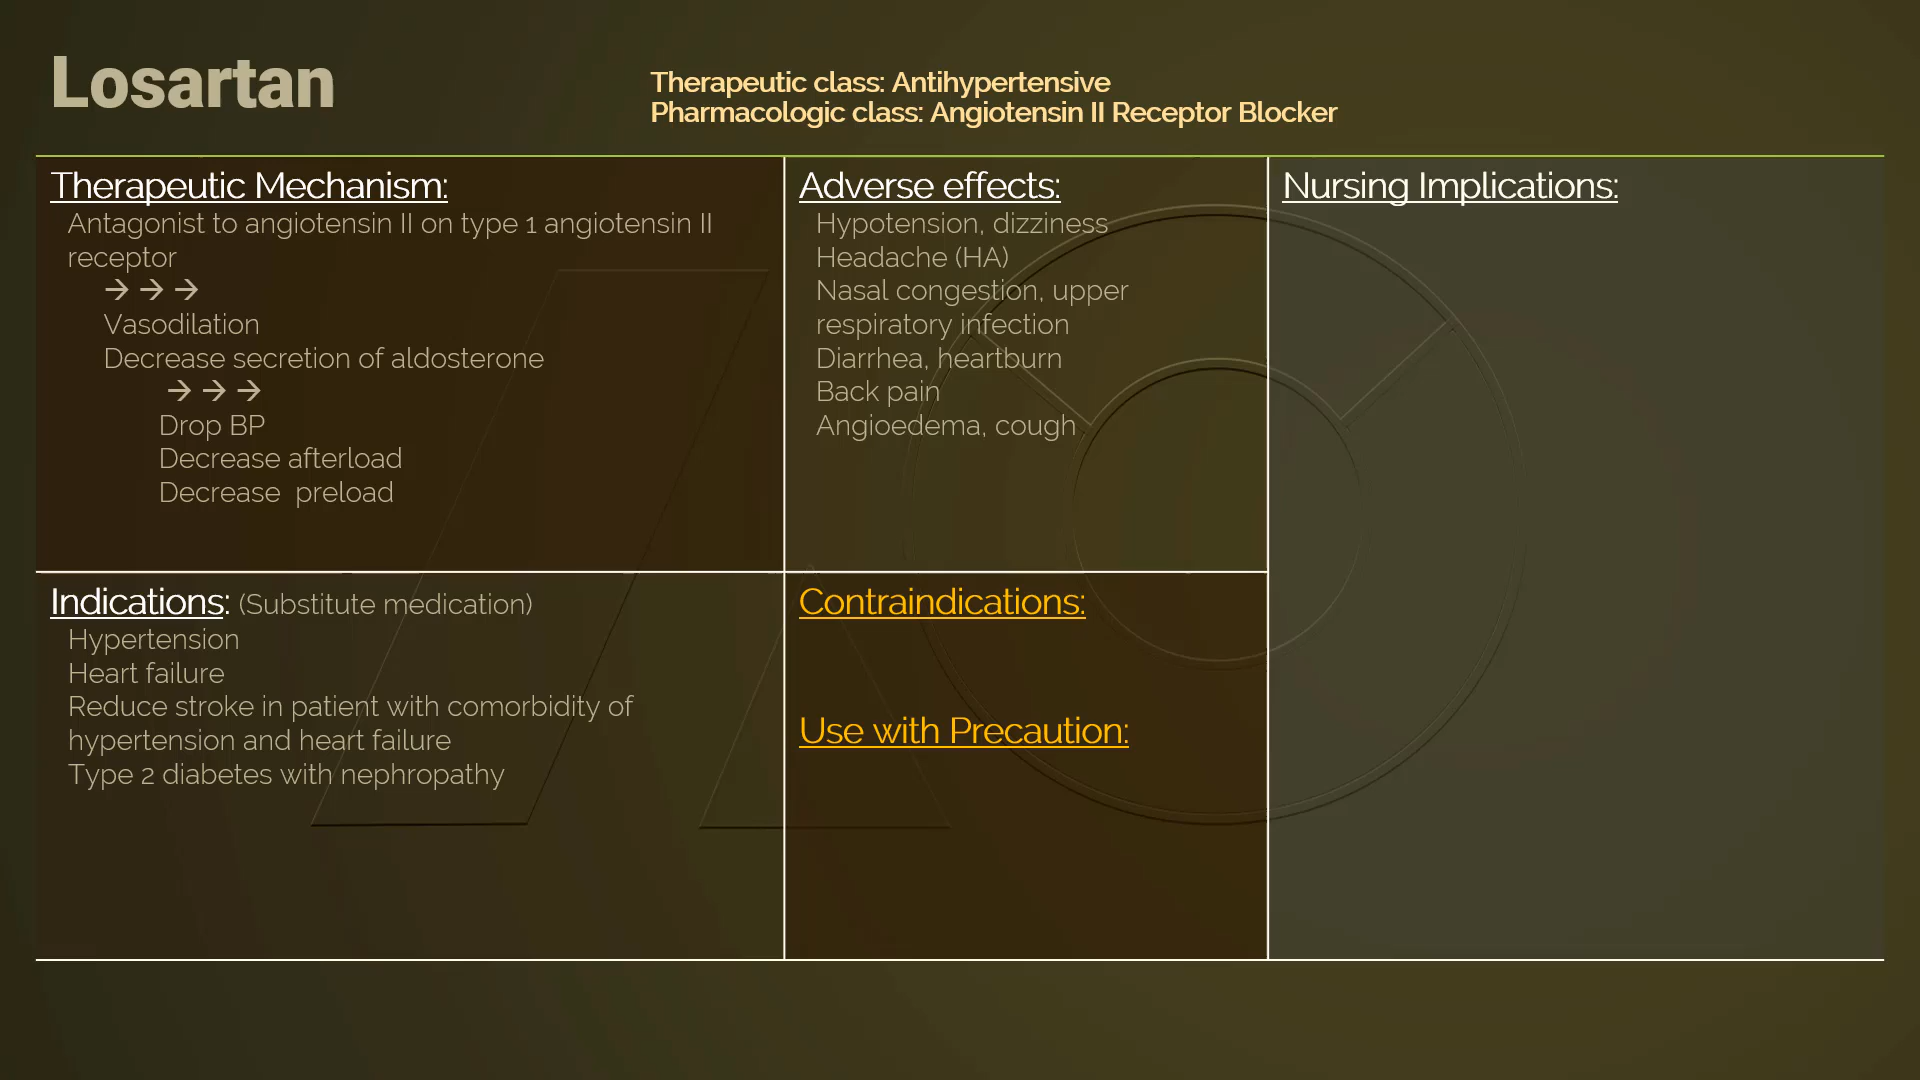 Losartan
Therapeutic class: Antihypertensive
Pharmacologic class: Angiotensin II Receptor Blocker
Therapeutic Mechanism:
Antagonist to angiotensin II on type 1 angiotensin II
receptor
→ → →
Vasodilation
Decrease secretion of aldosterone
→ → →
Drop BP
Decrease afterload
Decrease  preload
Adverse effects:
Hypotension, dizziness
Headache (HA)
Nasal congestion, upper
respiratory infection
Diarrhea, heartburn
Back pain
Angioedema, cough
Nursing Implications:
Indications: (Substitute medication)
Hypertension
Heart failure
Reduce stroke in patient with comorbidity of
hypertension and heart failure
Type 2 diabetes with nephropathy
Contraindications:
Use with Precaution: